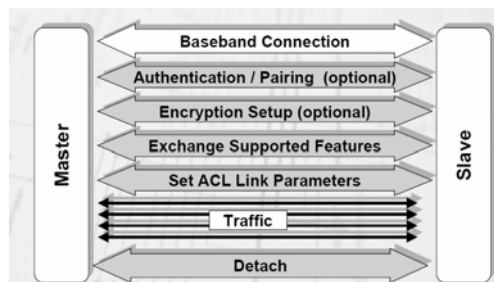 Master
Baseband Connection
Authentication / Pairing (optional)
Encryption Setup (optional)
Exchange Supported Features
Set ACL Link Parameters
Traffic
Detach
Slave